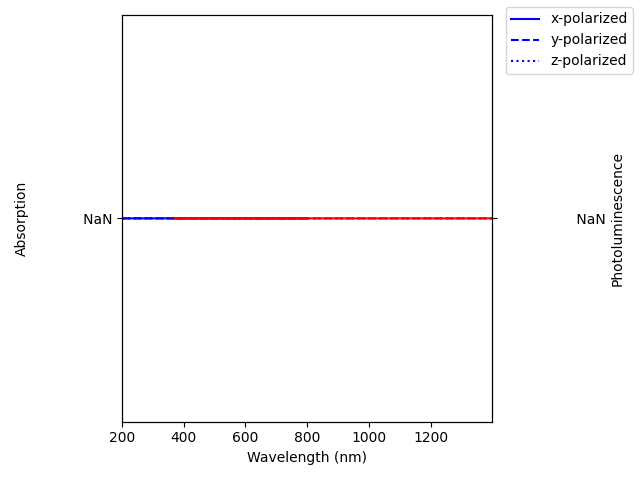 x-polarized
y-polarized
z-polarized
Absorption
NaN
NaN
Photoluminescence
200 400 600 800 1000 1200
Wavelength (nm)